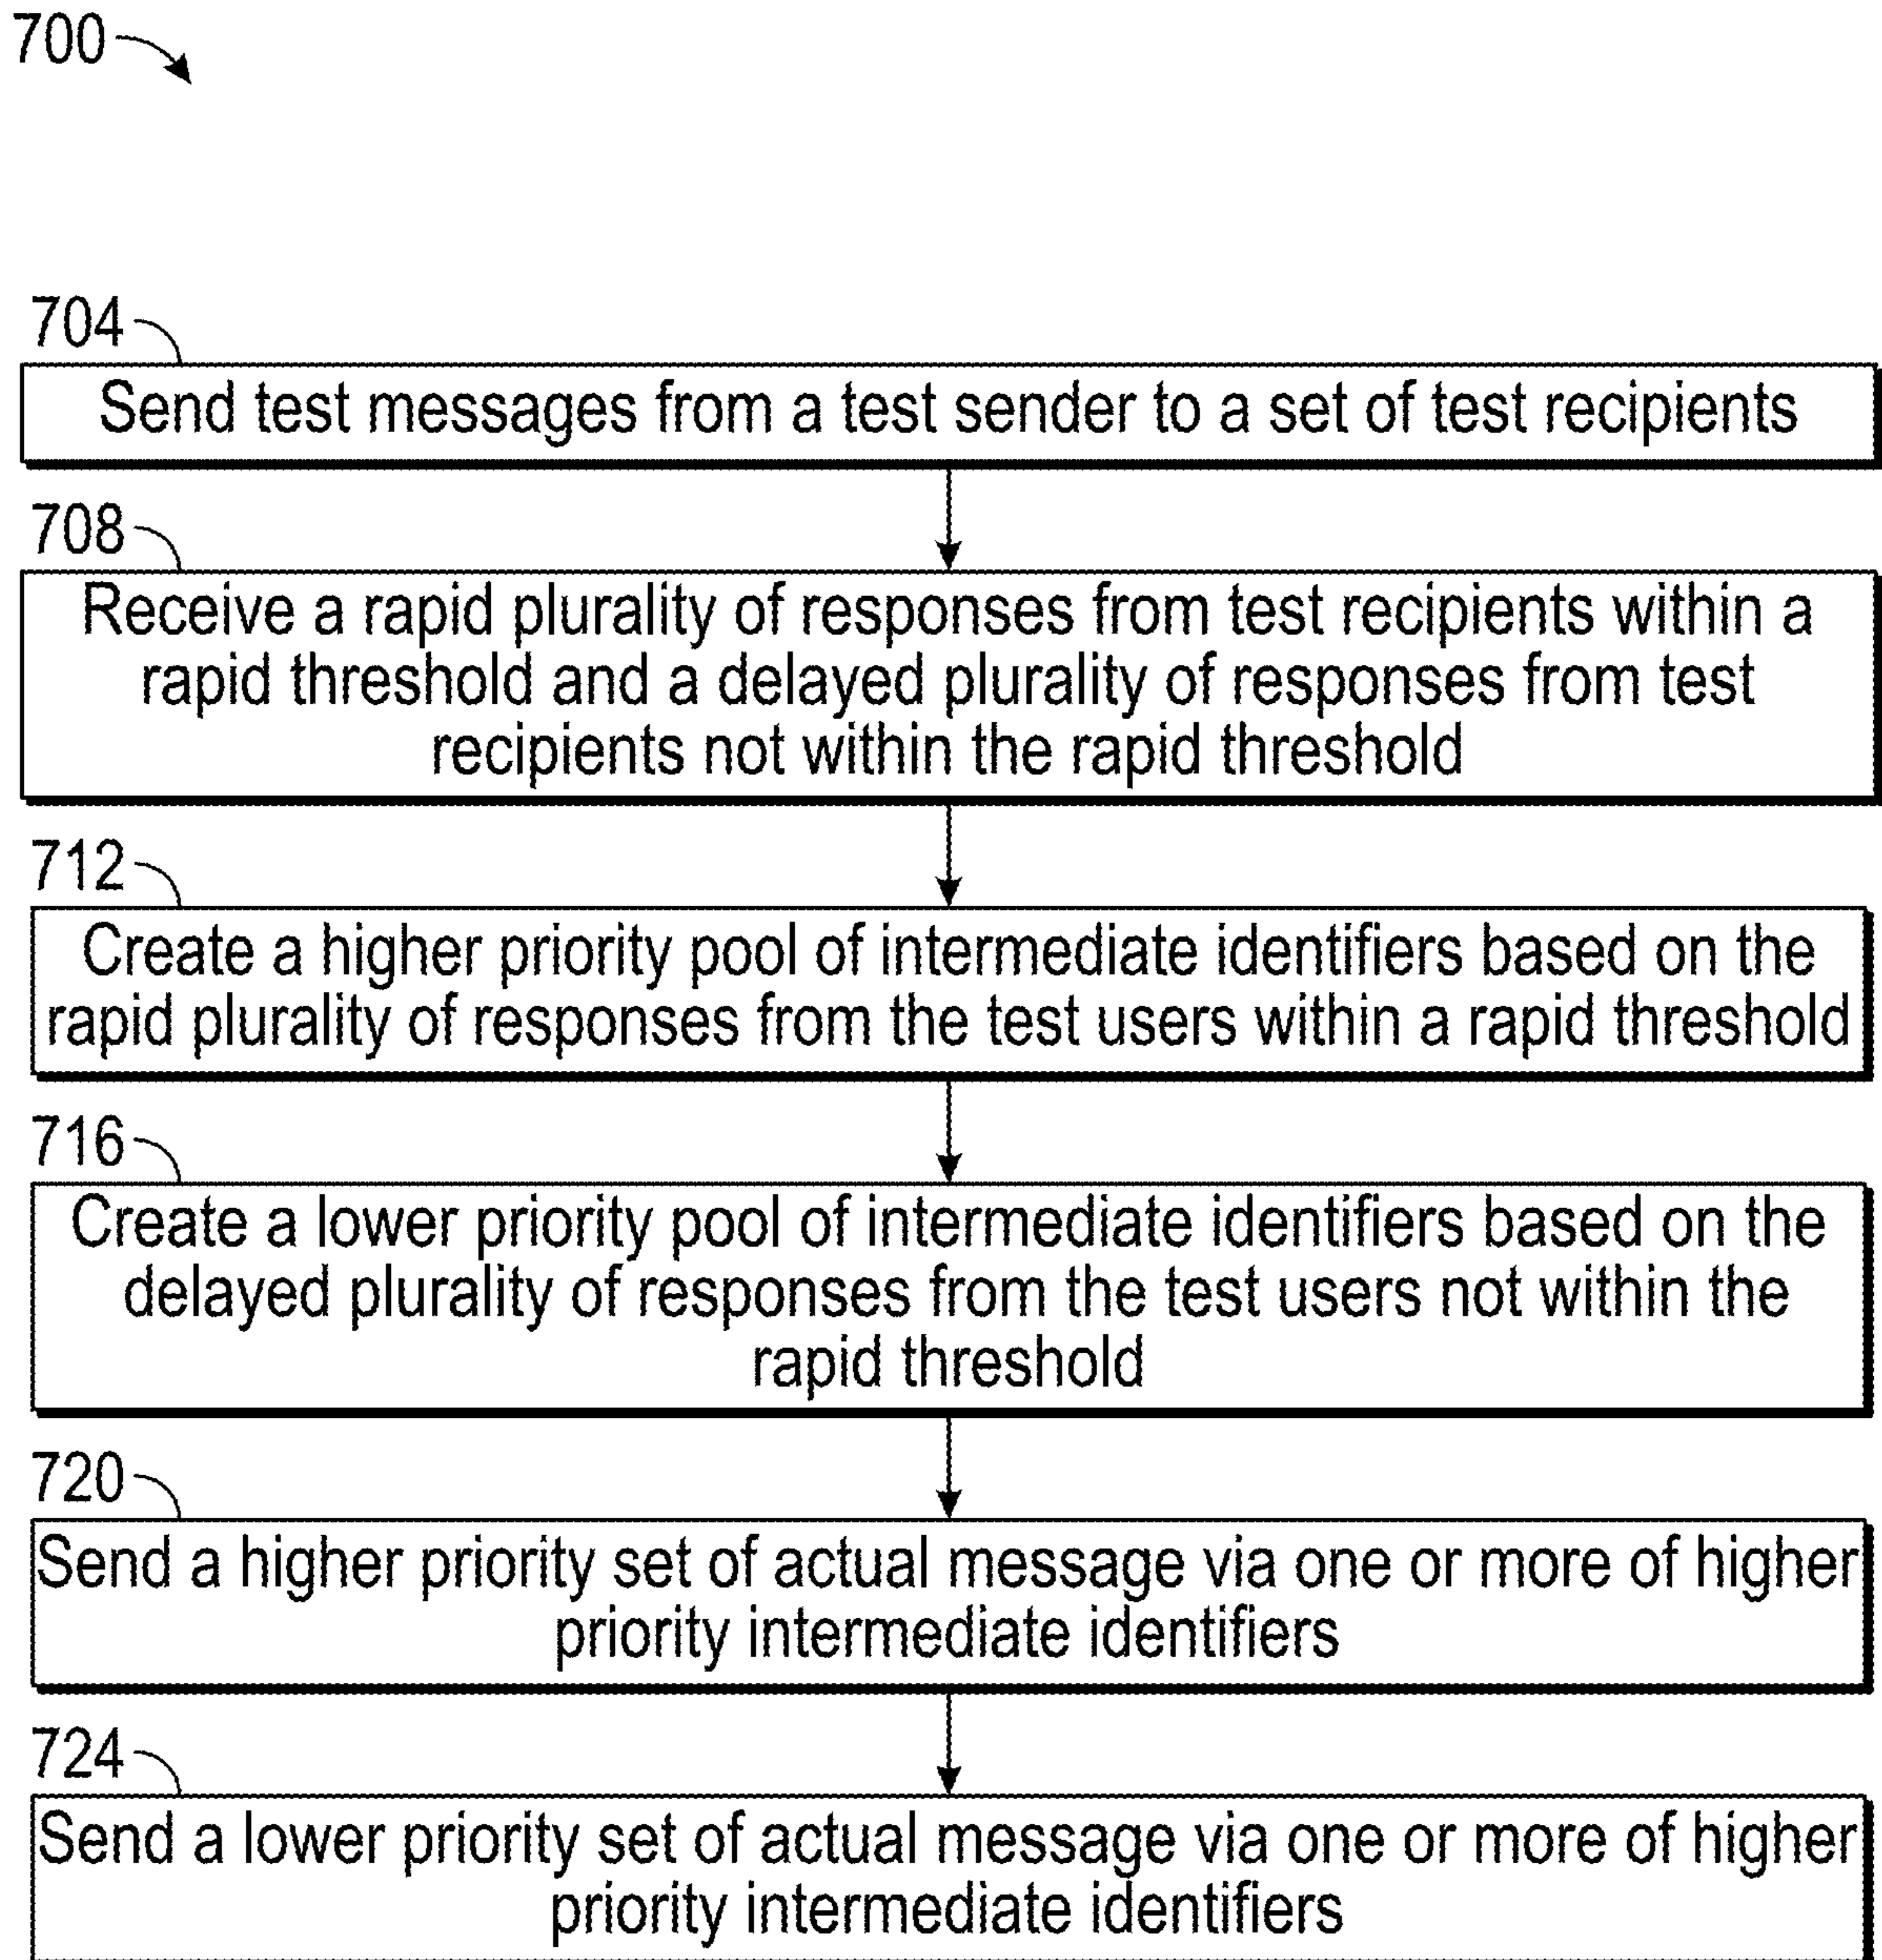 700
704
Send test messages from a test sender to a set of test recipients
708
Receive a rapid plurality of responses from test recipients within a
rapid threshold and a delayed plurality of responses from test
recipients not within the rapid threshold
712
Create a higher priority pool of intermediate identifiers based on the
rapid plurality of responses from the test users within a rapid threshold
716
Create a lower priority pool of intermediate identifiers based on the
delayed plurality of responses from the test users not within the
rapid threshold
720
Send a higher priority set of actual message via one or more of higher
priority intermediate identifiers
724
Send a lower priority set of actual message via one or more of higher
priority intermediate identifiers